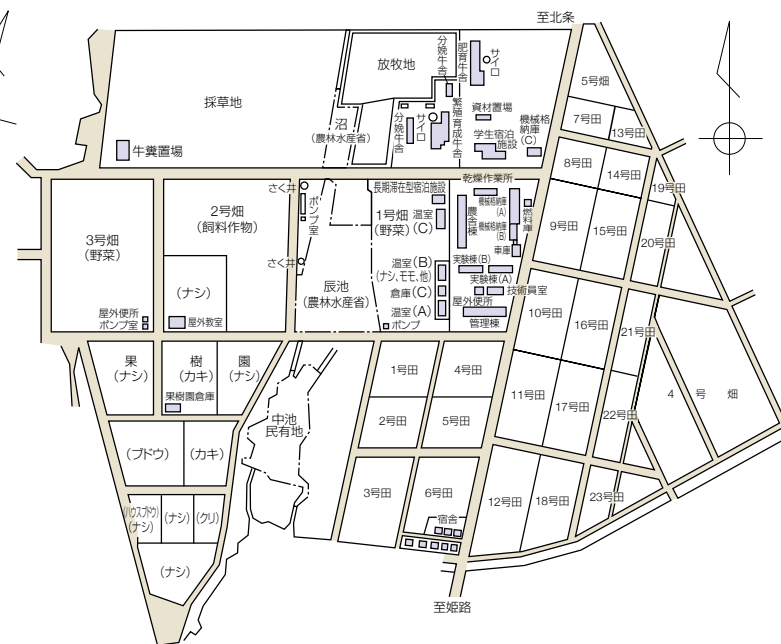 至北条
分娩牛舎
肥育牛舎
サイロ
放牧地
5号畑
採草地
沼
(農林水産省)
分娩牛舎
サイロ
繁殖育成牛舎
資材置場
学生宿泊
施設
機械格
納庫
(C)
7号田
13号田
牛糞置場
8号田
14号田
19号田
さく井
ポンプ室
長期滞在型宿泊施設
乾燥作業所
機械格納庫
(A)
燃料庫
農舎棟
機械格納庫
(B)
車庫
2号畑
(飼料作物)
1号畑
(野菜)
温室
(C)
3号畑
(野菜)
9号田
15号田
20号田
さく井
辰池
(農林水産省)
温室(B)
(ナシ、モモ、他)
実験棟(B)
実験棟(A)
倉庫(C)
技術員室
屋外便所
温室(A)
管理棟
ポンプ
(ナシ)
屋外教室
屋外便所
ポンプ室
10号田
16号田
21号田
果
(ナシ)
樹
(カキ)
園
(ナシ)
果樹園倉庫
1号田
4号田
11号田
17号田
22号田
4号畑
中池
民有地
2号田
5号田
(ブドウ)
(カキ)
3号田
6号田
12号田
18号田
23号田
(ハウスブドウ)
(ナシ)
(ナシ)
(クリ)
宿舎
(ナシ)
至姫路